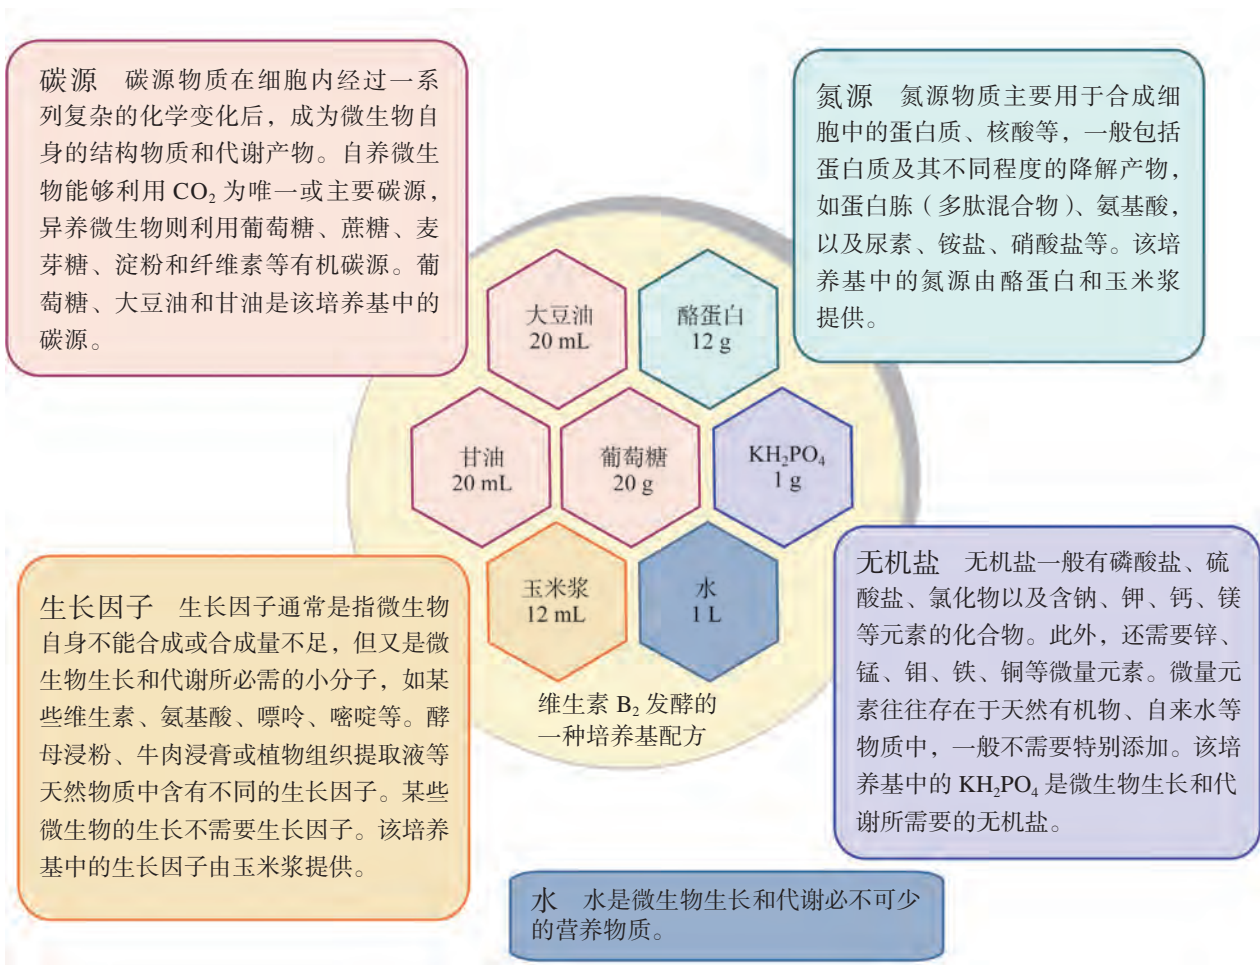 碳源 碳源物质在细胞内经过一系
列复杂的化学变化后，成为微生物自
身的结构物质和代谢产物。自养微生
物能够利用 CO₂ 为唯一或主要碳源，
异养微生物则利用葡萄糖、蔗糖、麦
芽糖、淀粉和纤维素等有机碳源。葡
萄糖、大豆油和甘油是该培养基中的
碳源。
氮源 氮源物质主要用于合成细
胞中的蛋白质、核酸等，一般包括
蛋白质及其不同程度的降解产物，
如蛋白胨（多肽混合物）、氨基酸，
以及尿素、铵盐、硝酸盐等。该培
养基中的氮源由酪蛋白和玉米浆
提供。
大豆油
20 mL
酪蛋白
12 g
甘油
20 mL
葡萄糖
20 g
KH₂PO₄
1 g
玉米浆
12 mL
水
1 L
维生素 B₂ 发酵的
一种培养基配方
生长因子 生长因子通常是指微生物
自身不能合成或合成量不足，但又是微
生物生长和代谢所必需的小分子，如某
些维生素、氨基酸、嘌呤、嘧啶等。酵
母浸粉、牛肉浸膏或植物组织提取液等
天然物质中含有不同的生长因子。某些
微生物的生长不需要生长因子。该培养
基中的生长因子由玉米浆提供。
无机盐 无机盐一般有磷酸盐、硫
酸盐、氯化物以及含钠、钾、钙、镁
等元素的化合物。此外，还需要锌、
锰、钼、铁、铜等微量元素。微量元
素往往存在于天然有机物、自来水等
物质中，一般不需要特别添加。该培
养基中的 KH₂PO₄ 是微生物生长和代
谢所需要的无机盐。
水 水是微生物生长和代谢必不可少
的营养物质。